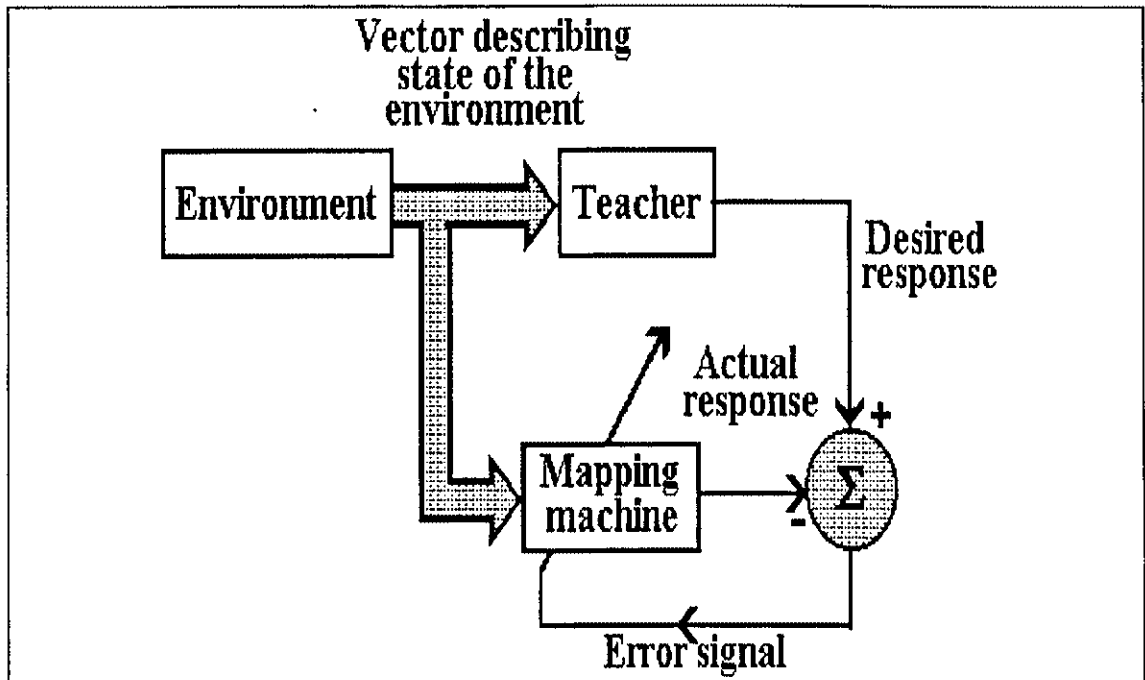 Vector describing
state of the
environment
Environment
Teacher
Desired
response
Actual
response
+
Mapping
machine
-
Σ
Error signal